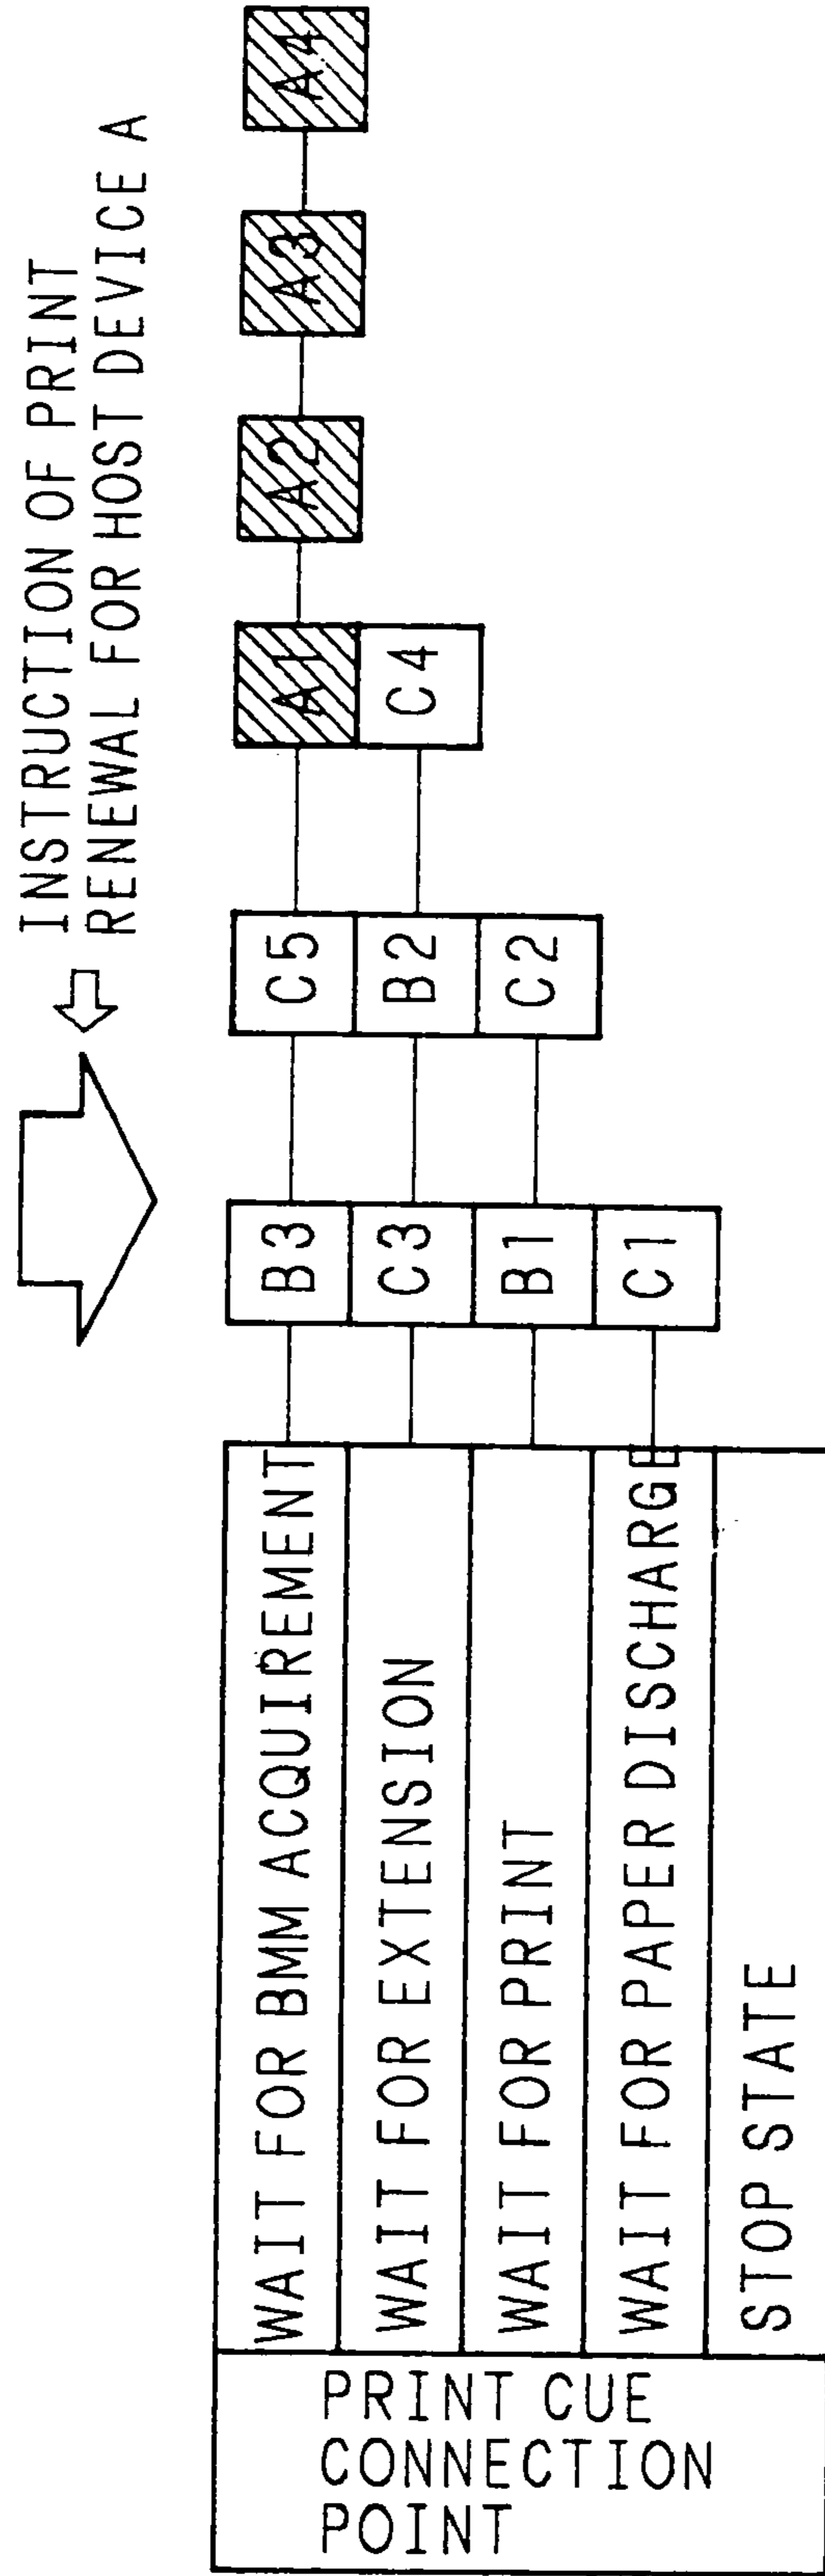 INSTRUCTION OF PRINT
RENEWAL FOR HOST DEVICE A
PRINT CUE
CONNECTION
POINT
WAIT FOR BMM ACQUIREMENT
B3
C5
A1
A2
A3
A4
WAIT FOR EXTENSION
C3
B2
C4
WAIT FOR PRINT
B1
C2
WAIT FOR PAPER DISCHARGE
C1
STOP STATE